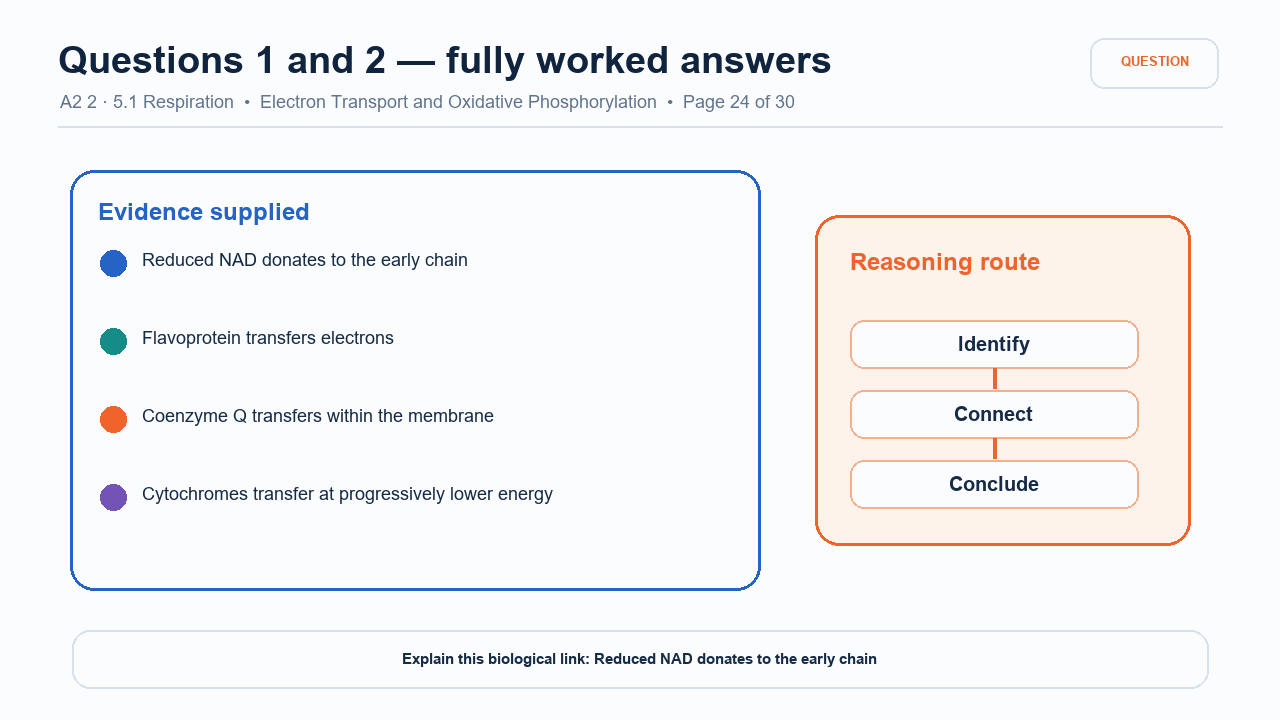 Questions 1 and 2 — fully worked answers
QUESTION
A2 2 · 5.1 Respiration • Electron Transport and Oxidative Phosphorylation • Page 24 of 30
Evidence supplied
Reduced NAD donates to the early chain
Flavoprotein transfers electrons
Coenzyme Q transfers within the membrane
Cytochromes transfer at progressively lower energy
Reasoning route
Identify
Connect
Conclude
Explain this biological link: Reduced NAD donates to the early chain